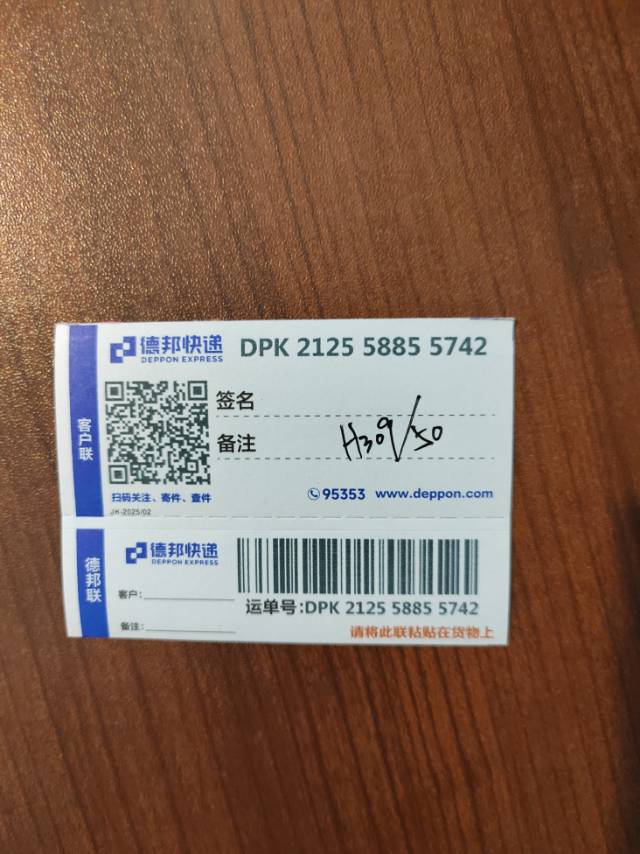 德邦快递 DPK 2125 5885 5742
DEPPON EXPRESS
客户联
签名
备注 H309/50
扫码关注、寄件、查件
95353 www.deppon.com
JH-2025/02
德邦联
德邦快递
DEPPON EXPRESS
客户:
运单号:DPK 2125 5885 5742
备注:
请将此联粘贴在货物上